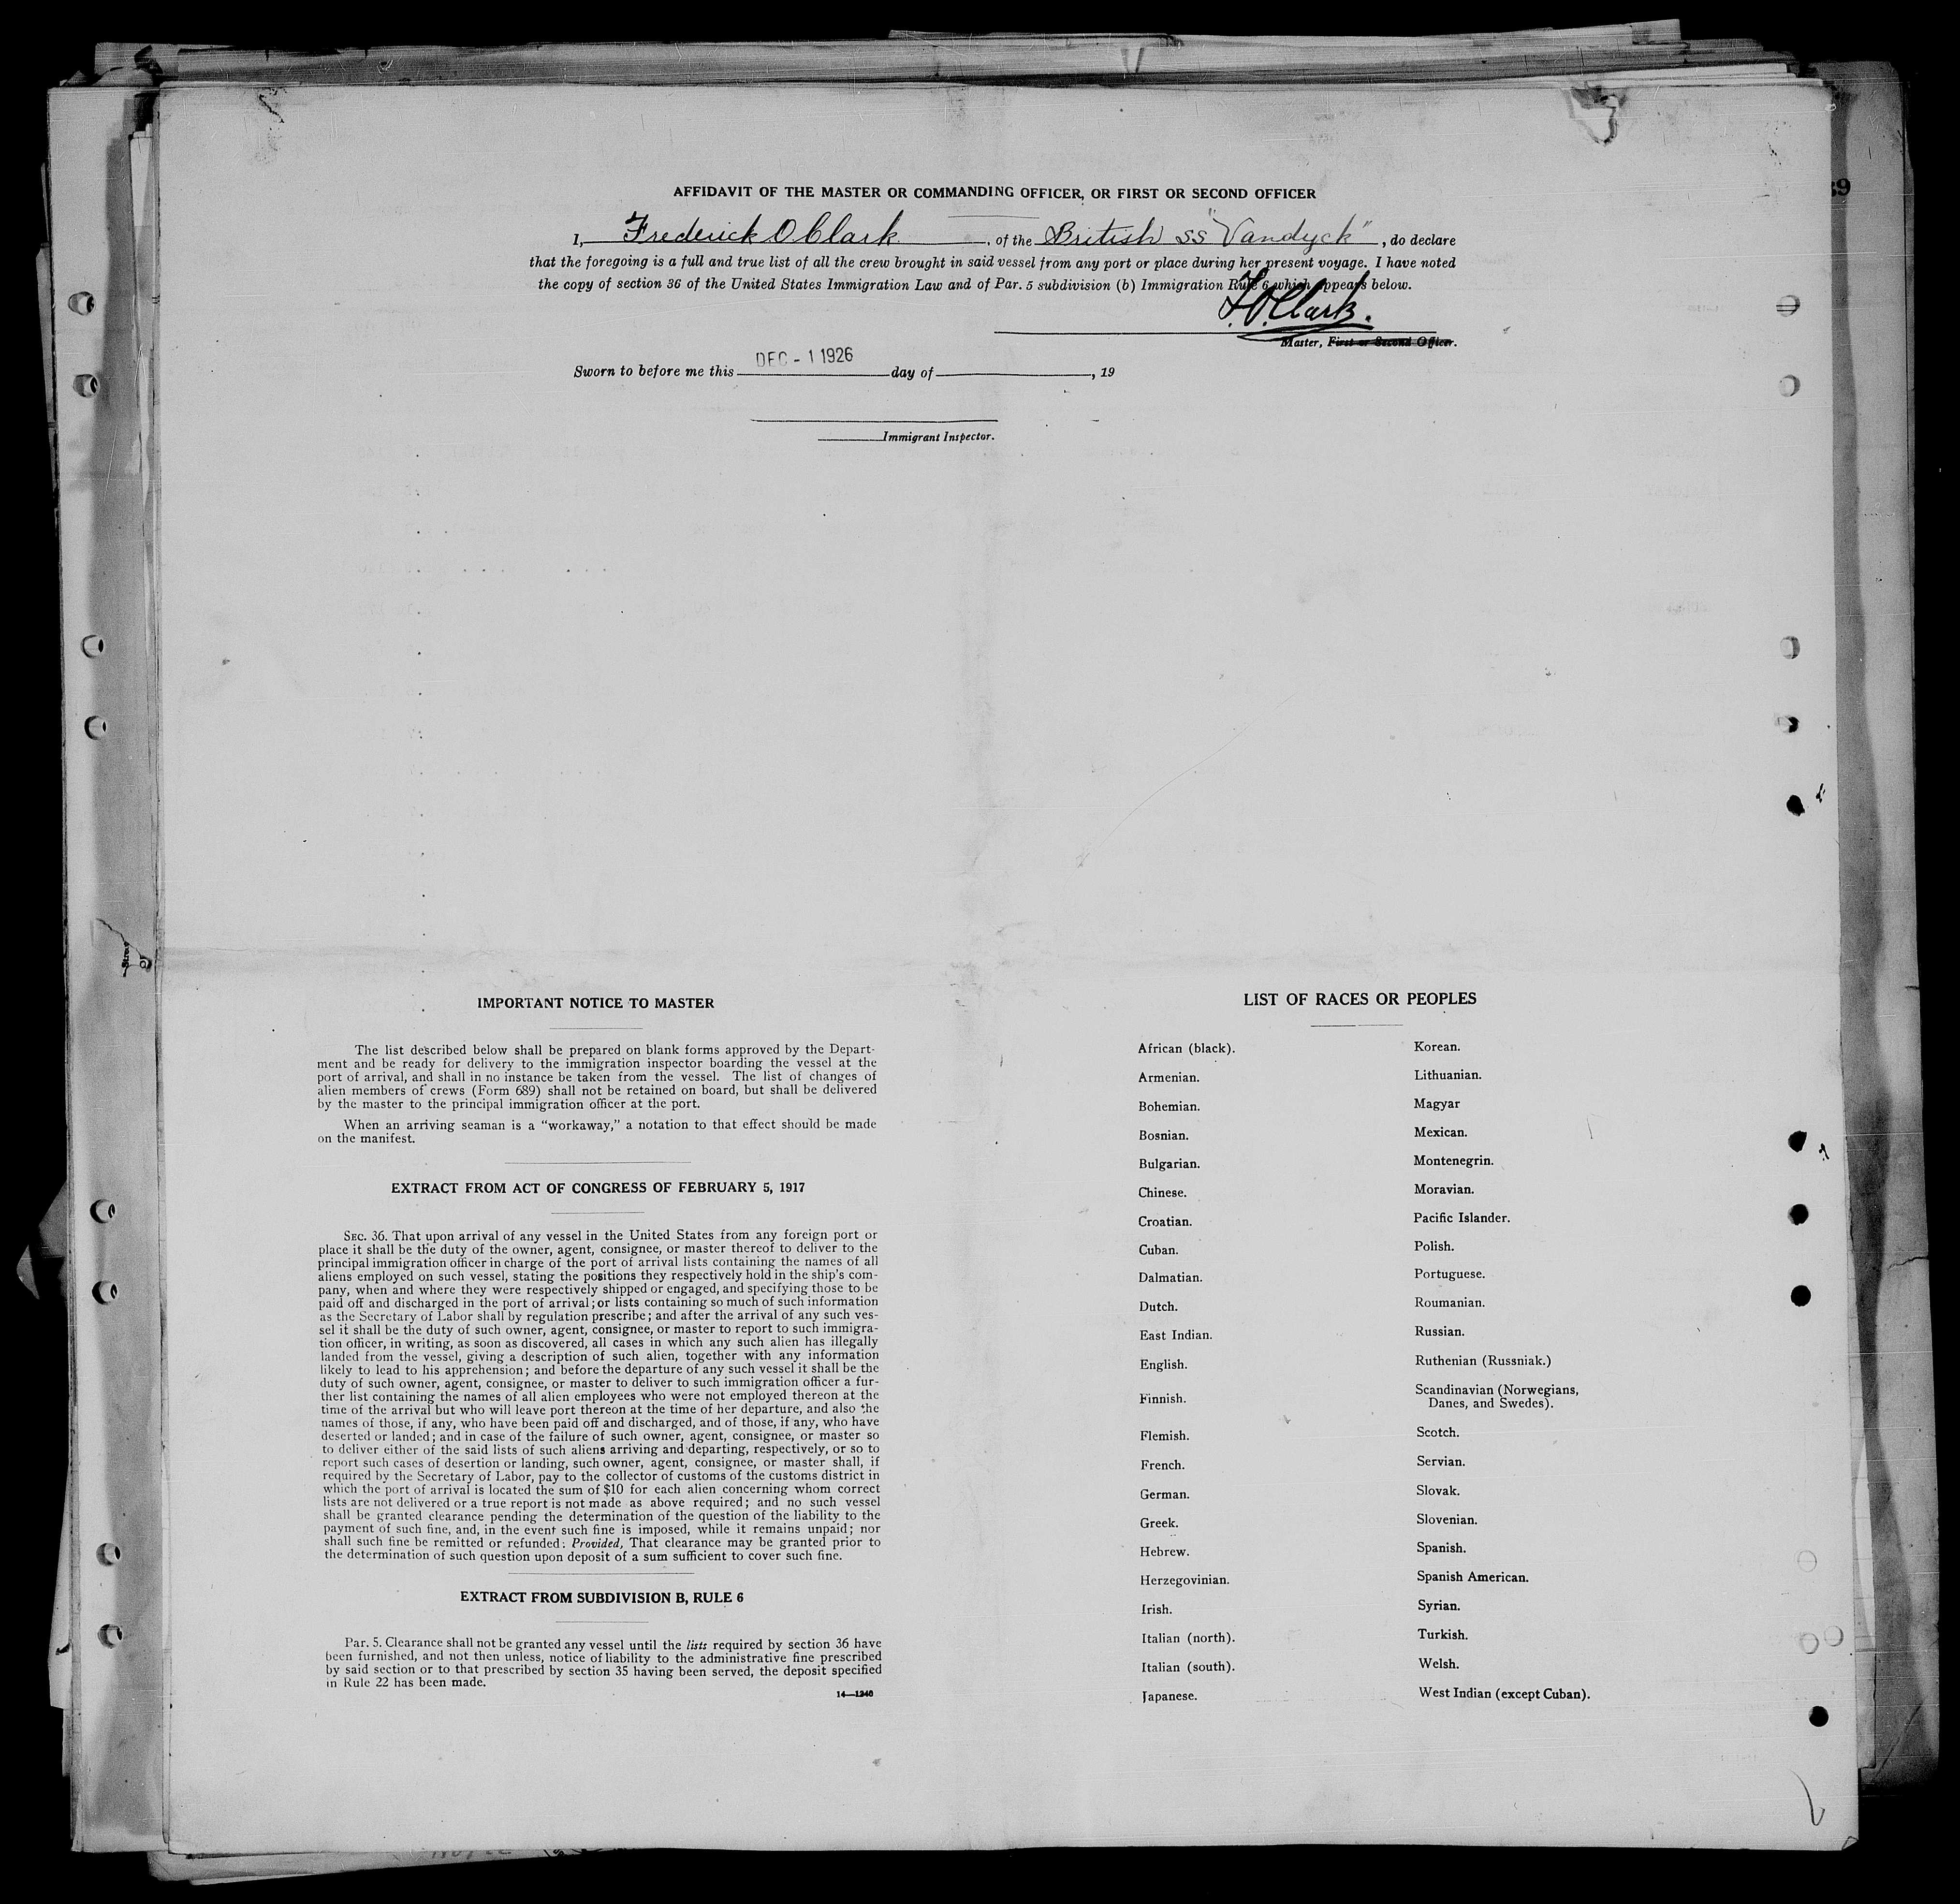 AFFIDAVIT OF THE MASTER OR COMMANDING OFFICER, OR FIRST OR SECOND OFFICER
I, Frederick O Clark, of the British SS "Vandyck", do declare
that the foregoing is a full and true list of all the crew brought in said vessel from any port or place during her present voyage. I have noted
the copy of section 36 of the United States Immigration Law and of Par. 5 subdivision (b) Immigration Rule 6 which appears below.
F.O. Clark.
Master, First or Second Officer.
DEC - 1 1926
Sworn to before me this day of , 19
Immigrant Inspector.
IMPORTANT NOTICE TO MASTER
The list described below shall be prepared on blank forms approved by the Depart-
ment and be ready for delivery to the immigration inspector boarding the vessel at the
port of arrival, and shall in no instance be taken from the vessel. The list of changes of
alien members of crews (Form 689) shall not be retained on board, but shall be delivered
by the master to the principal immigration officer at the port.
When an arriving seaman is a "workaway," a notation to that effect should be made
on the manifest.
EXTRACT FROM ACT OF CONGRESS OF FEBRUARY 5, 1917
SEC. 36. That upon arrival of any vessel in the United States from any foreign port or
place it shall be the duty of the owner, agent, consignee, or master thereof to deliver to the
principal immigration officer in charge of the port of arrival lists containing the names of all
aliens employed on such vessel, stating the positions they respectively hold in the ship's com-
pany, when and where they were respectively shipped or engaged, and specifying those to be
paid off and discharged in the port of arrival; or lists containing so much of such information
as the Secretary of Labor shall by regulation prescribe; and after the arrival of any such ves-
sel it shall be the duty of such owner, agent, consignee, or master to report to such immigra-
tion officer, in writing, as soon as discovered, all cases in which any such alien has illegally
landed from the vessel, giving a description of such alien, together with any information
likely to lead to his apprehension; and before the departure of any such vessel it shall be the
duty of such owner, agent, consignee, or master to deliver to such immigration officer a fur-
ther list containing the names of all alien employees who were not employed thereon at the
time of the arrival but who will leave port thereon at the time of her departure, and also the
names of those, if any, who have been paid off and discharged, and of those, if any, who have
deserted or landed; and in case of the failure of such owner, agent, consignee, or master so
to deliver either of the said lists of such aliens arriving and departing, respectively, or so to
report such cases of desertion or landing, such owner, agent, consignee, or master shall, if
required by the Secretary of Labor, pay to the collector of customs of the customs district in
which the port of arrival is located the sum of $10 for each alien concerning whom correct
lists are not delivered or a true report is not made as above required; and no such vessel
shall be granted clearance pending the determination of the question of the liability to the
payment of such fine, and, in the event such fine is imposed, while it remains unpaid; nor
shall such fine be remitted or refunded: Provided, That clearance may be granted prior to
the determination of such question upon deposit of a sum sufficient to cover such fine.
EXTRACT FROM SUBDIVISION B, RULE 6
Par. 5. Clearance shall not be granted any vessel until the lists required by section 36 have
been furnished, and not then unless, notice of liability to the administrative fine prescribed
by said section or to that prescribed by section 35 having been served, the deposit specified
in Rule 22 has been made.
14—1240
LIST OF RACES OR PEOPLES
African (black).
Armenian.
Bohemian.
Bosnian.
Bulgarian.
Chinese.
Croatian.
Cuban.
Dalmatian.
Dutch.
East Indian.
English.
Finnish.
Flemish.
French.
German.
Greek.
Hebrew.
Herzegovinian.
Irish.
Italian (north).
Italian (south).
Japanese.
Korean.
Lithuanian.
Magyar
Mexican.
Montenegrin.
Moravian.
Pacific Islander.
Polish.
Portuguese.
Roumanian.
Russian.
Ruthenian (Russniak.)
Scandinavian (Norwegians,
Danes, and Swedes).
Scotch.
Servian.
Slovak.
Slovenian.
Spanish.
Spanish American.
Syrian.
Turkish.
Welsh.
West Indian (except Cuban).